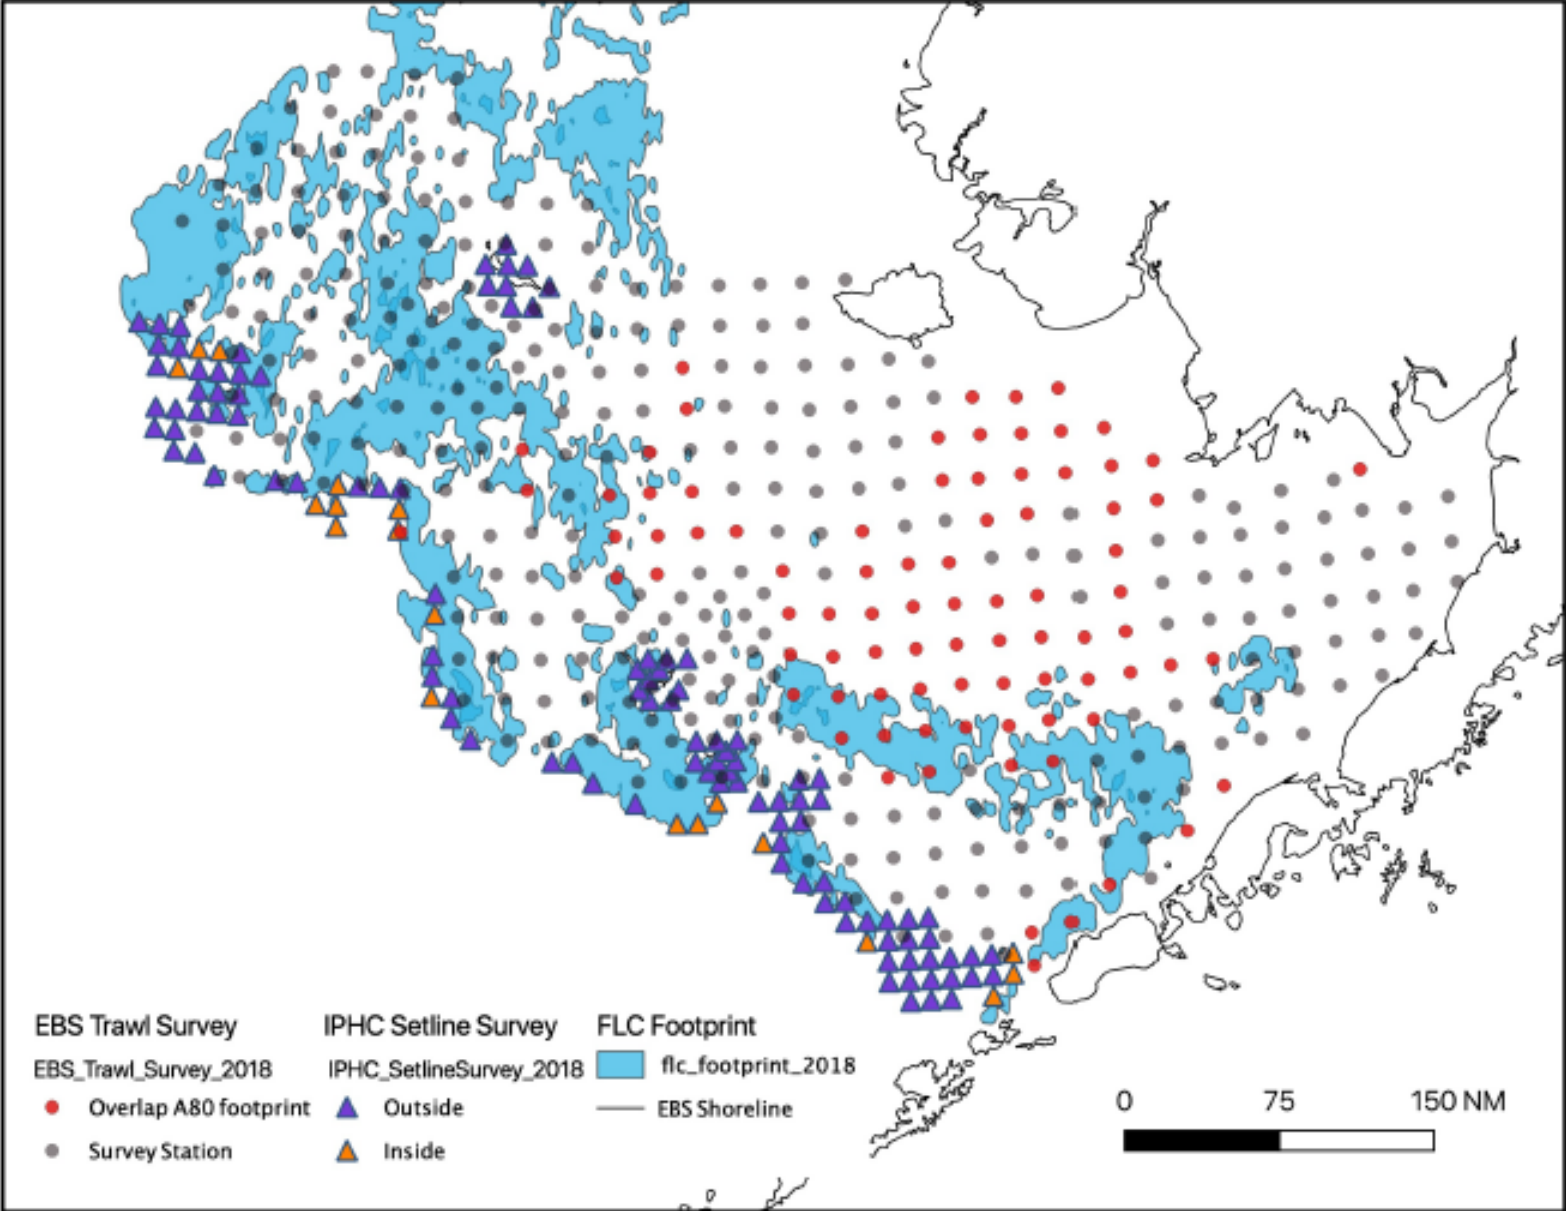 EBS Trawl Survey
EBS_Trawl_Survey_2018
Overlap A80 footprint
Survey Station
IPHC Setline Survey
IPHC_SetlineSurvey_2018
Outside
Inside
FLC Footprint
flc_footprint_2018
EBS Shoreline
0 75 150 NM